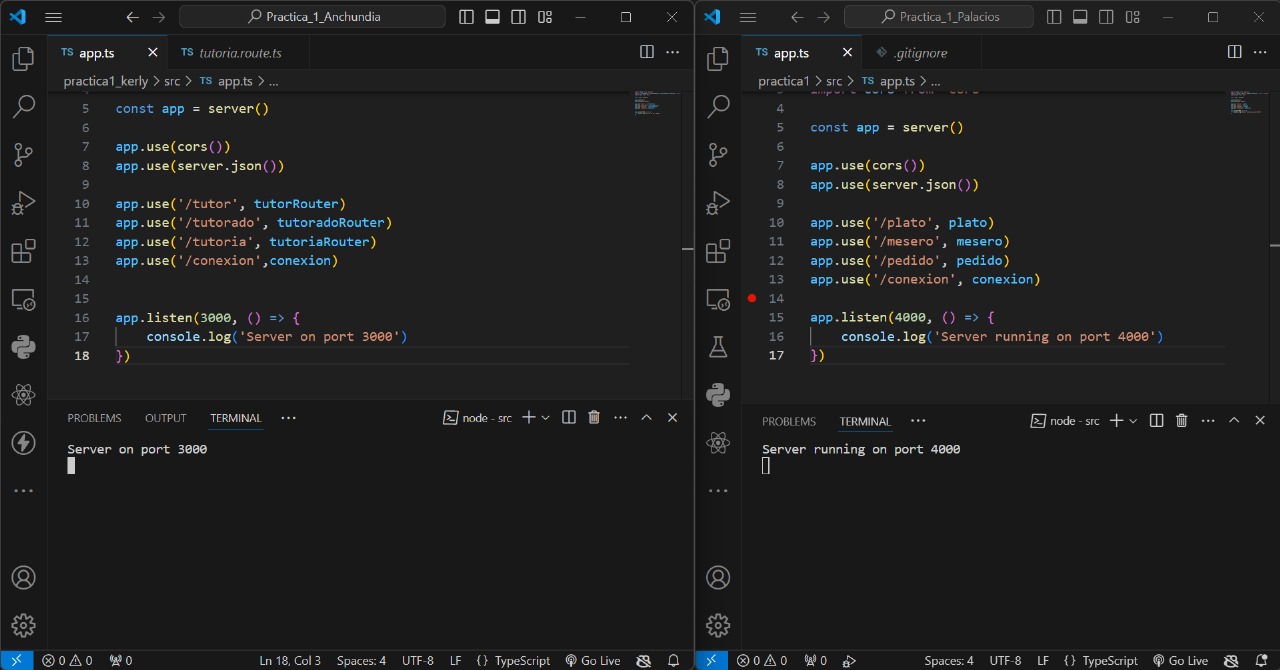 Practica_1_Anchundia
TS app.ts
TS tutoria.route.ts
practica1_kerly > src > TS app.ts > ...
5 const app = server()
6
7 app.use(cors())
8 app.use(server.json())
9
10 app.use('/tutor', tutorRouter)
11 app.use('/tutorado', tutoradoRouter)
12 app.use('/tutoria', tutoriaRouter)
13 app.use('/conexion',conexion)
14
15
16 app.listen(3000, () => {
17 console.log('Server on port 3000')
18 })
PROBLEMS OUTPUT TERMINAL ... node - src
Server on port 3000
0 0 0 Ln 18, Col 3 Spaces: 4 UTF-8 LF {} TypeScript Go Live
Practica_1_Palacios
TS app.ts
.gitignore
practica1 > src > TS app.ts > ...
4
5 const app = server()
6
7 app.use(cors())
8 app.use(server.json())
9
10 app.use('/plato', plato)
11 app.use('/mesero', mesero)
12 app.use('/pedido', pedido)
13 app.use('/conexion', conexion)
14
15 app.listen(4000, () => {
16 console.log('Server running on port 4000')
17 })
PROBLEMS TERMINAL ... node - src
Server running on port 4000
0 0 0 Spaces: 4 UTF-8 LF {} TypeScript Go Live